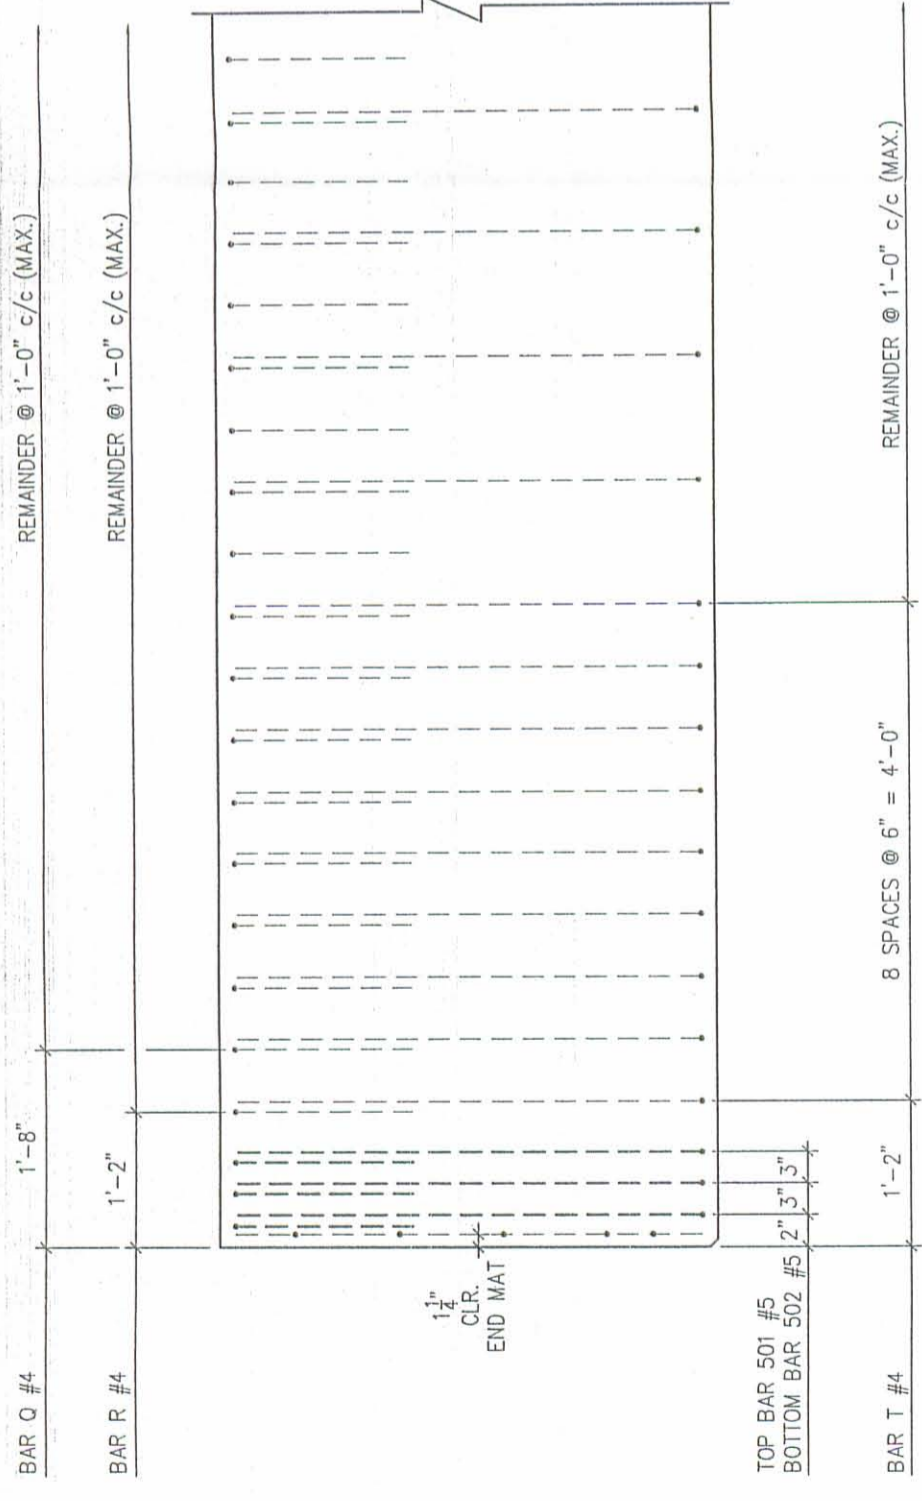 BAR Q #4
1'-8"
REMAINDER @ 1'-0" c/c (MAX.)
BAR R #4
1'-2"
REMAINDER @ 1'-0" c/c (MAX.)
1 1/4"
CLR.
END MAT
TOP BAR 501 #5
BOTTOM BAR 502 #5
2" 3" 3"
BAR T #4
1'-2"
8 SPACES @ 6" = 4'-0"
REMAINDER @ 1'-0" c/c (MAX.)